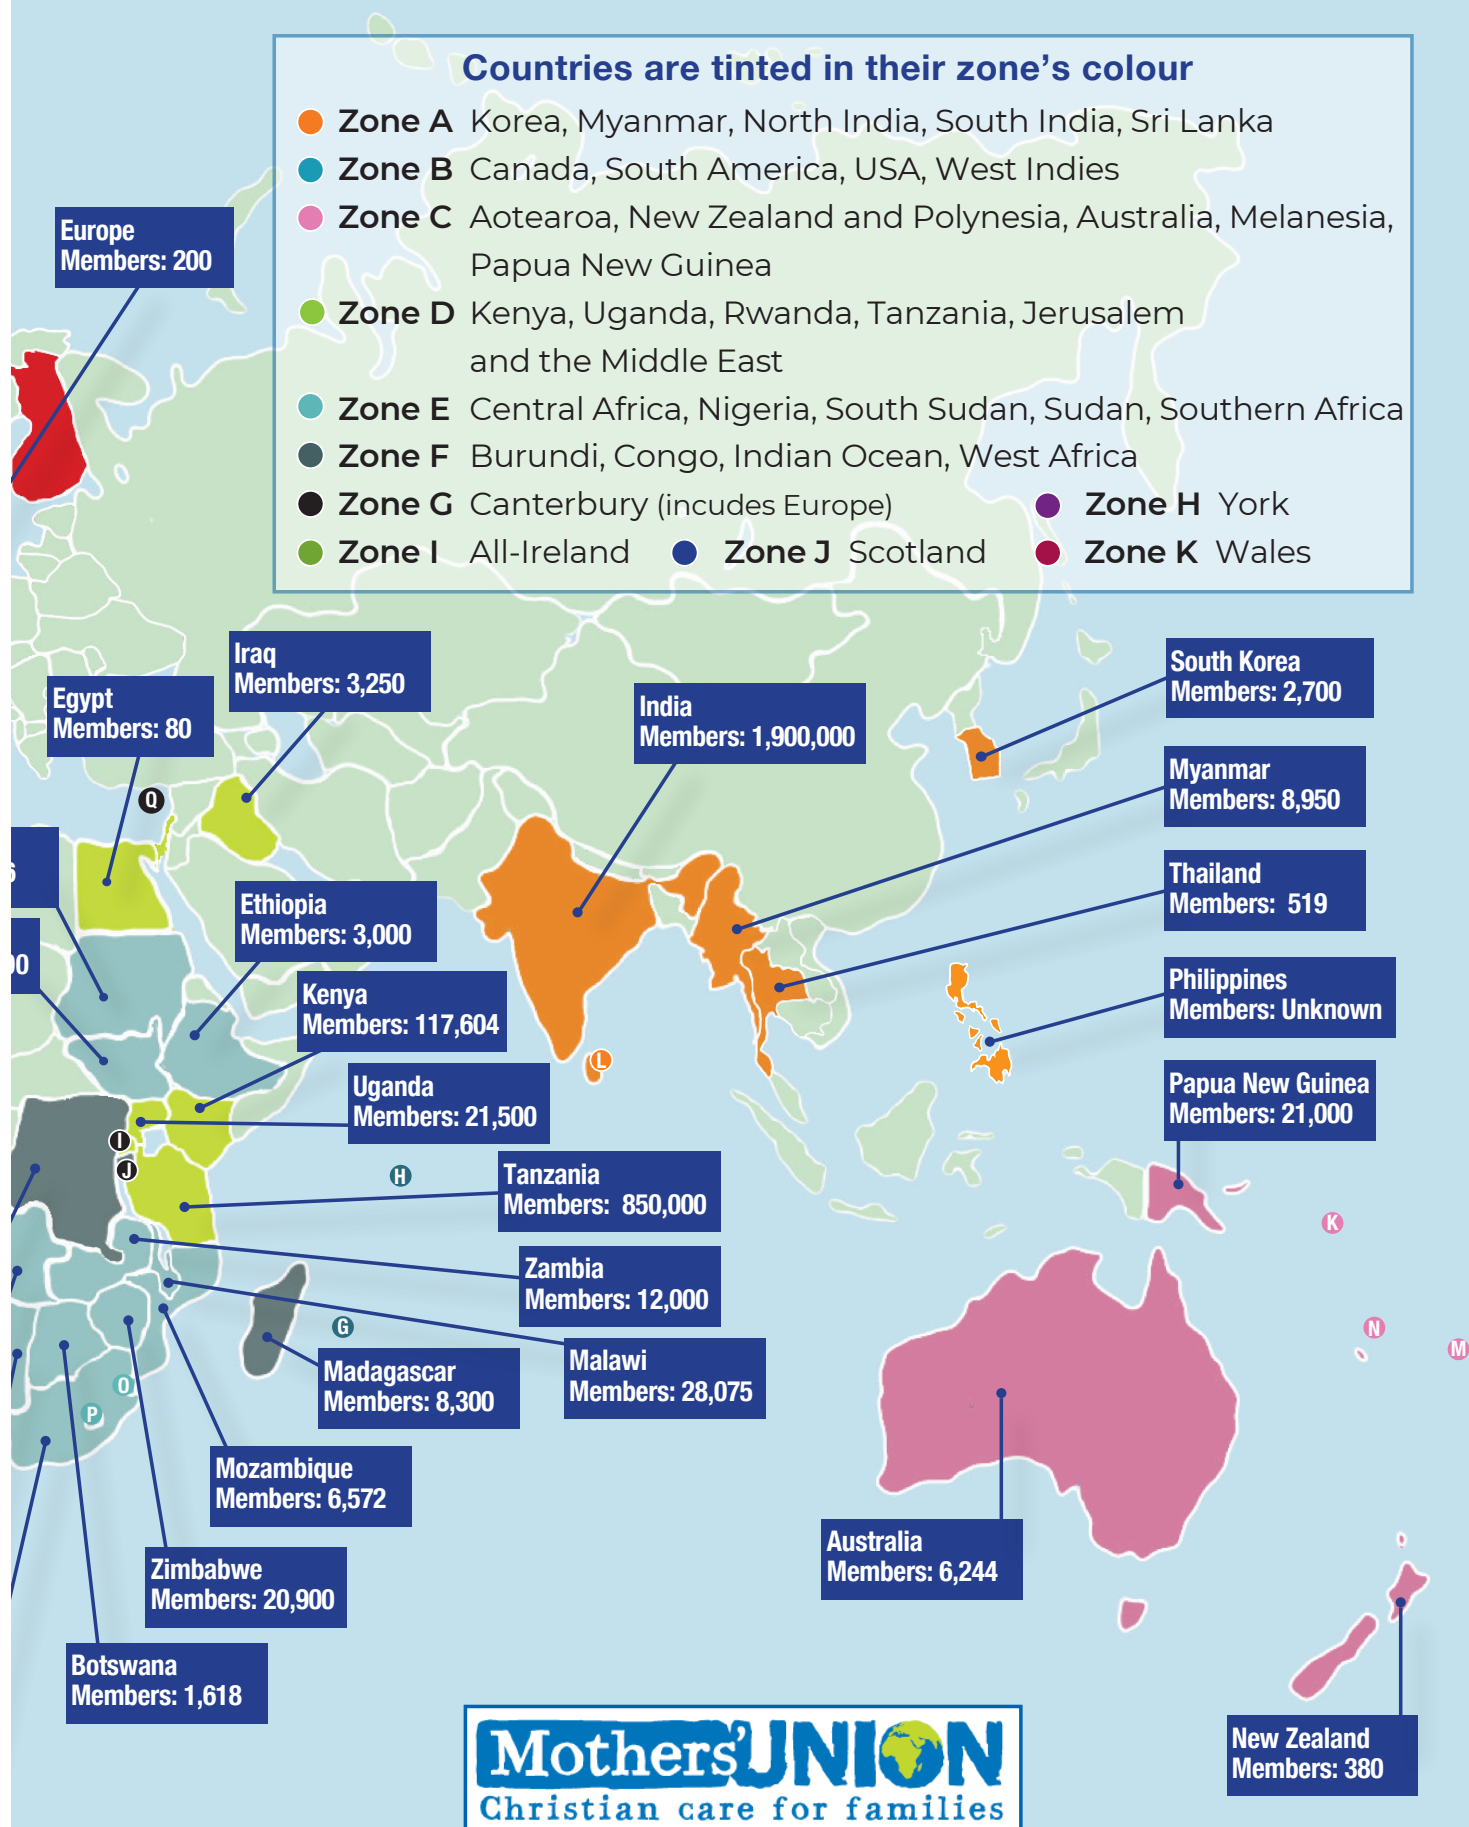 Countries are tinted in their zone’s colour
Zone A Korea, Myanmar, North India, South India, Sri Lanka
Zone B Canada, South America, USA, West Indies
Zone C Aotearoa, New Zealand and Polynesia, Australia, Melanesia,
Papua New Guinea
Zone D Kenya, Uganda, Rwanda, Tanzania, Jerusalem
and the Middle East
Zone E Central Africa, Nigeria, South Sudan, Sudan, Southern Africa
Zone F Burundi, Congo, Indian Ocean, West Africa
Zone G Canterbury (incudes Europe)
Zone H York
Zone I All-Ireland
Zone J Scotland
Zone K Wales
Europe
Members: 200
Iraq
Members: 3,250
Egypt
Members: 80
India
Members: 1,900,000
South Korea
Members: 2,700
Myanmar
Members: 8,950
Q
Thailand
Members: 519
Ethiopia
Members: 3,000
Philippines
Members: Unknown
Kenya
Members: 117,604
L
Uganda
Members: 21,500
Papua New Guinea
Members: 21,000
I
J
H
Tanzania
Members: 850,000
K
Zambia
Members: 12,000
G
N
M
Malawi
Members: 28,075
Madagascar
Members: 8,300
O
P
Mozambique
Members: 6,572
Australia
Members: 6,244
Zimbabwe
Members: 20,900
Botswana
Members: 1,618
New Zealand
Members: 380
Mothers' UNION
Christian care for families